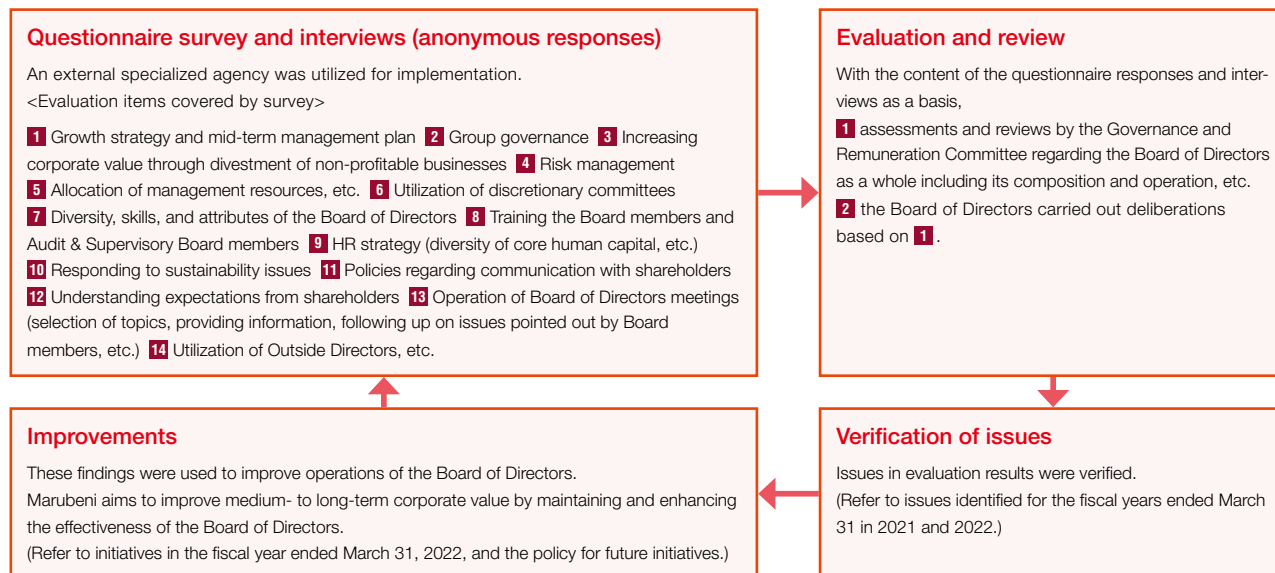 Questionnaire survey and interviews (anonymous responses)
An external specialized agency was utilized for implementation.
<Evaluation items covered by survey>
1 Growth strategy and mid-term management plan 2 Group governance 3 Increasing
corporate value through divestment of non-profitable businesses 4 Risk management
5 Allocation of management resources, etc. 6 Utilization of discretionary committees
7 Diversity, skills, and attributes of the Board of Directors 8 Training the Board members and
Audit & Supervisory Board members 9 HR strategy (diversity of core human capital, etc.)
10 Responding to sustainability issues 11 Policies regarding communication with shareholders
12 Understanding expectations from shareholders 13 Operation of Board of Directors meetings
(selection of topics, providing information, following up on issues pointed out by Board
members, etc.) 14 Utilization of Outside Directors, etc.
Evaluation and review
With the content of the questionnaire responses and inter-
views as a basis,
1 assessments and reviews by the Governance and
Remuneration Committee regarding the Board of Directors
as a whole including its composition and operation, etc.
2 the Board of Directors carried out deliberations
based on 1 .
Verification of issues
Issues in evaluation results were verified.
(Refer to issues identified for the fiscal years ended March
31 in 2021 and 2022.)
Improvements
These findings were used to improve operations of the Board of Directors.
Marubeni aims to improve medium- to long-term corporate value by maintaining and enhancing
the effectiveness of the Board of Directors.
(Refer to initiatives in the fiscal year ended March 31, 2022, and the policy for future initiatives.)